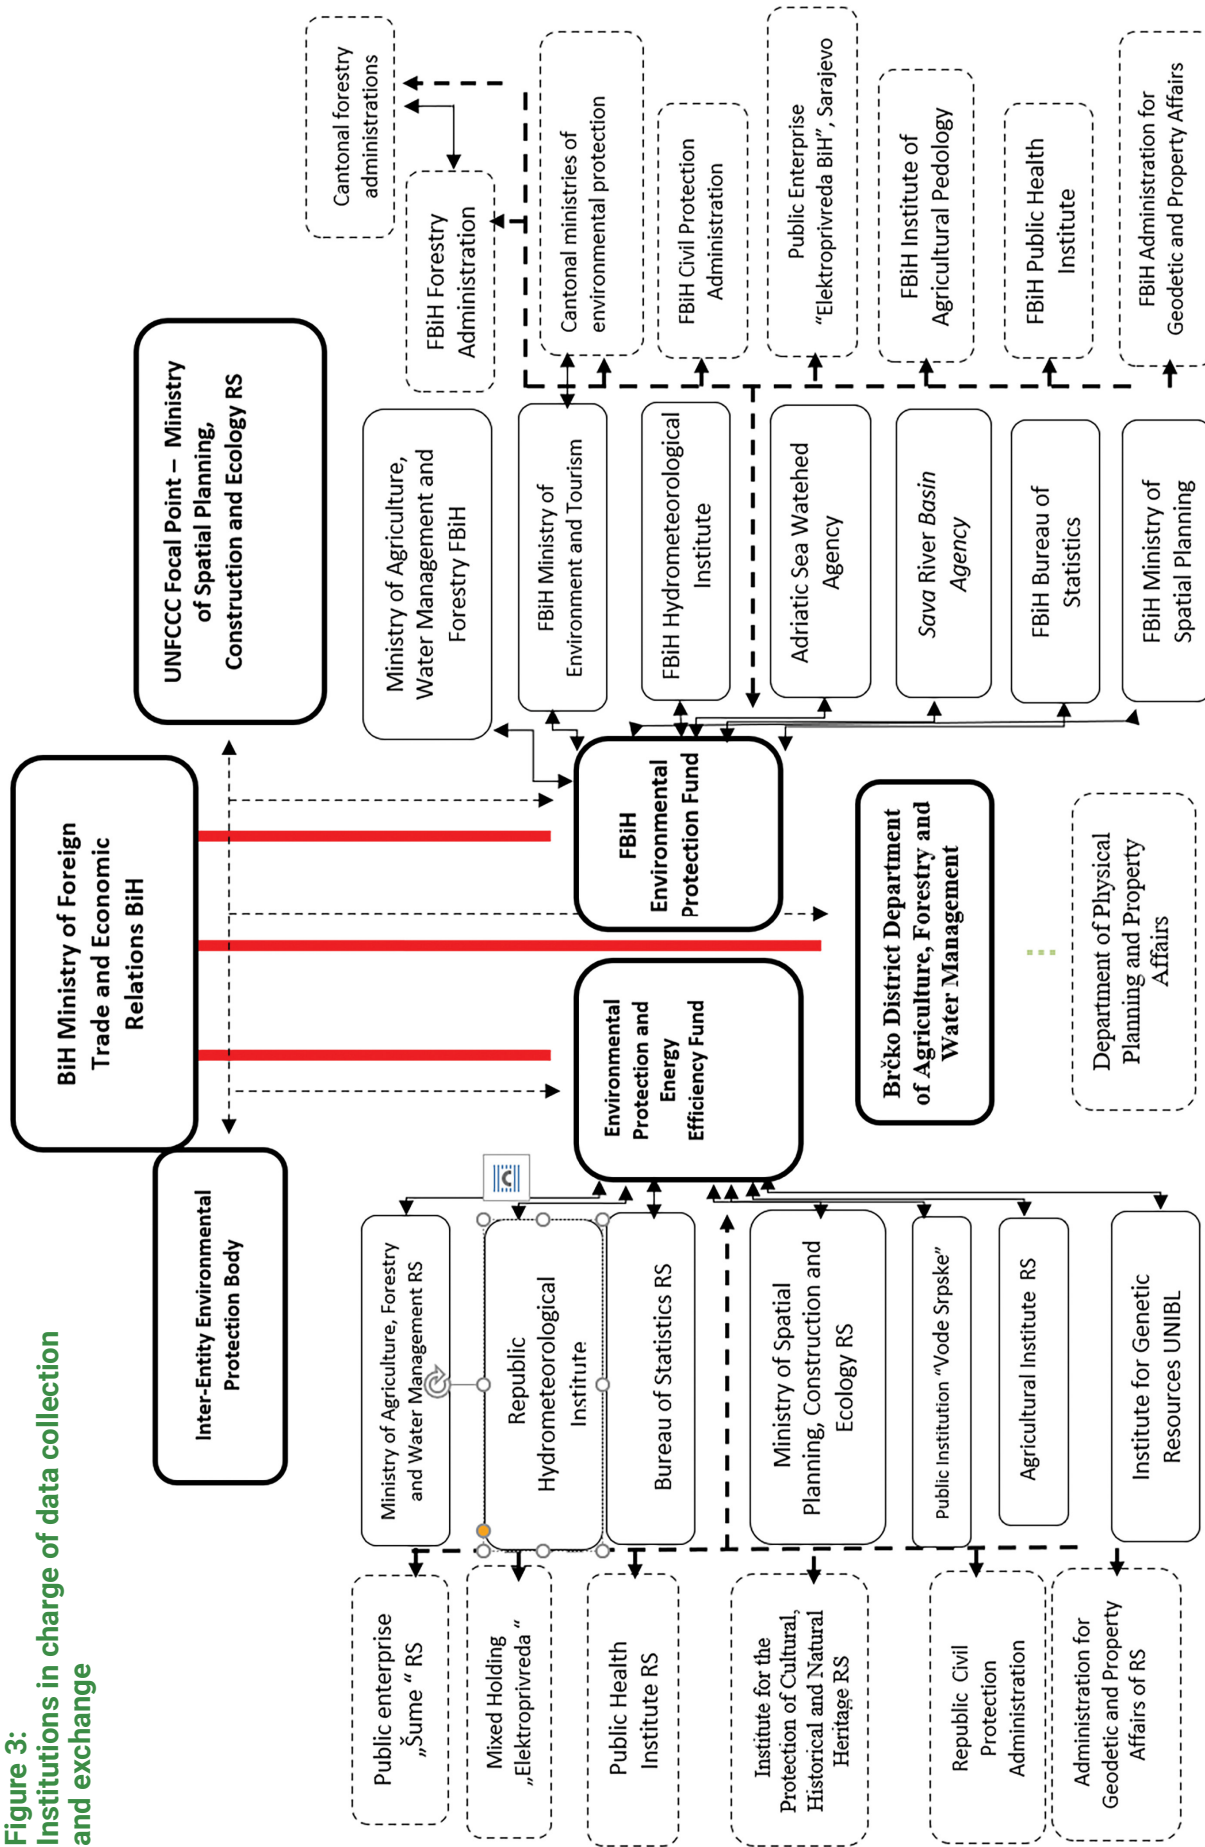 Figure 3:
Institutions in charge of data collection
and exchange
BiH Ministry of Foreign
Trade and Economic
Relations BiH
Inter-Entity Environmental
Protection Body
UNFCCC Focal Point – Ministry
of Spatial Planning,
Construction and Ecology RS
Environmental
Protection and
Energy
Efficiency Fund
FBiH
Environmental
Protection Fund
Brčko District Department
of Agriculture, Forestry and
Water Management
Department of Physical
Planning and Property
Affairs
Public enterprise
„Šume“ RS
Mixed Holding
„Elektroprivreda“
Public Health
Institute RS
Institute for the
Protection of Cultural,
Historical and Natural
Heritage RS
Republic Civil
Protection
Administration
Administration for
Geodetic and Property
Affairs of RS
Ministry of Agriculture, Forestry
and Water Management RS
Republic
Hydrometeorological
Institute
Bureau of Statistics RS
Ministry of Spatial
Planning, Construction and
Ecology RS
Public Institution “Vode Srpske”
Agricultural Institute RS
Institute for Genetic
Resources UNIBL
Ministry of Agriculture,
Water Management and
Forestry FBiH
FBiH Ministry of
Environment and Tourism
FBiH Hydrometeorological
Institute
Adriatic Sea Watehed
Agency
Sava River Basin
Agency
FBiH Bureau of
Statistics
FBiH Ministry of
Spatial Planning
Cantonal forestry
administrations
FBiH Forestry
Administration
Cantonal ministries of
environmental protection
FBiH Civil Protection
Administration
Public Enterprise
“Elektroprivreda BiH”, Sarajevo
FBiH Institute of
Agricultural Pedology
FBiH Public Health
Institute
FBiH Administration for
Geodetic and Property Affairs